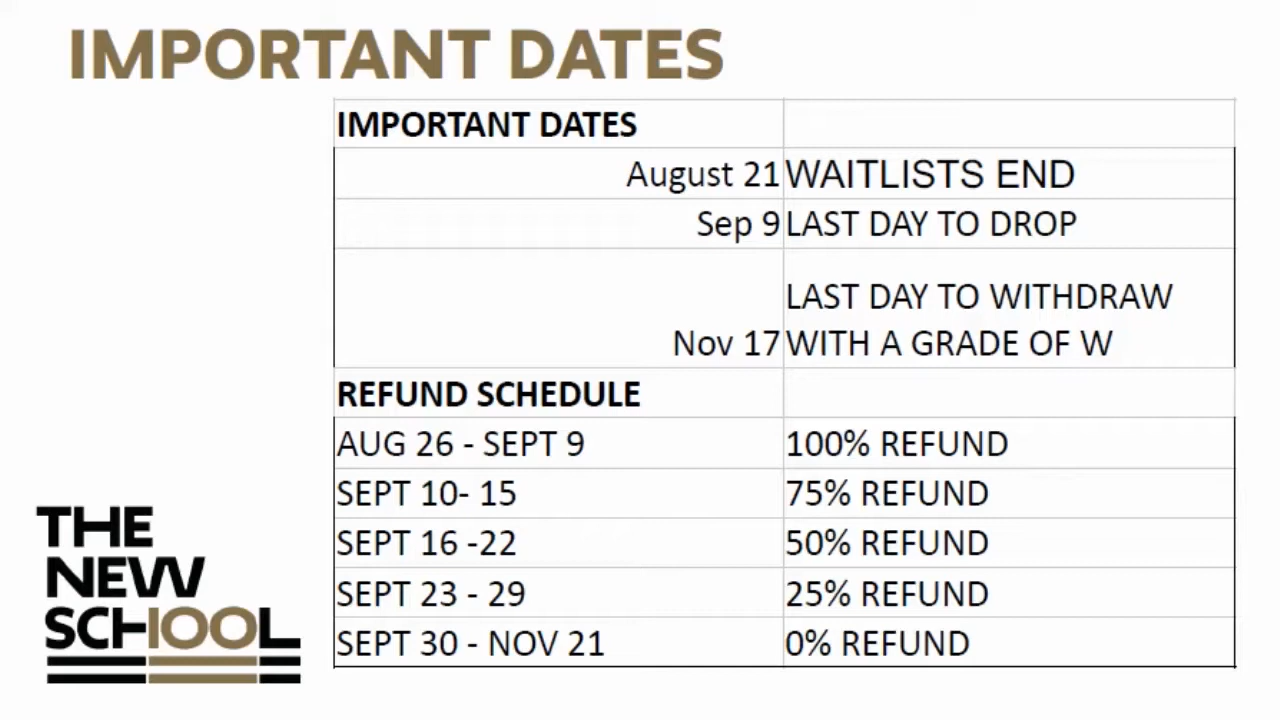 IMPORTANT DATES
IMPORTANT DATES
August 21 WAITLISTS END
Sep 9 LAST DAY TO DROP
LAST DAY TO WITHDRAW
Nov 17 WITH A GRADE OF W
REFUND SCHEDULE
AUG 26 - SEPT 9 100% REFUND
SEPT 10- 15 75% REFUND
SEPT 16 -22 50% REFUND
SEPT 23 - 29 25% REFUND
SEPT 30 - NOV 21 0% REFUND
THE
NEW
SCHOOL